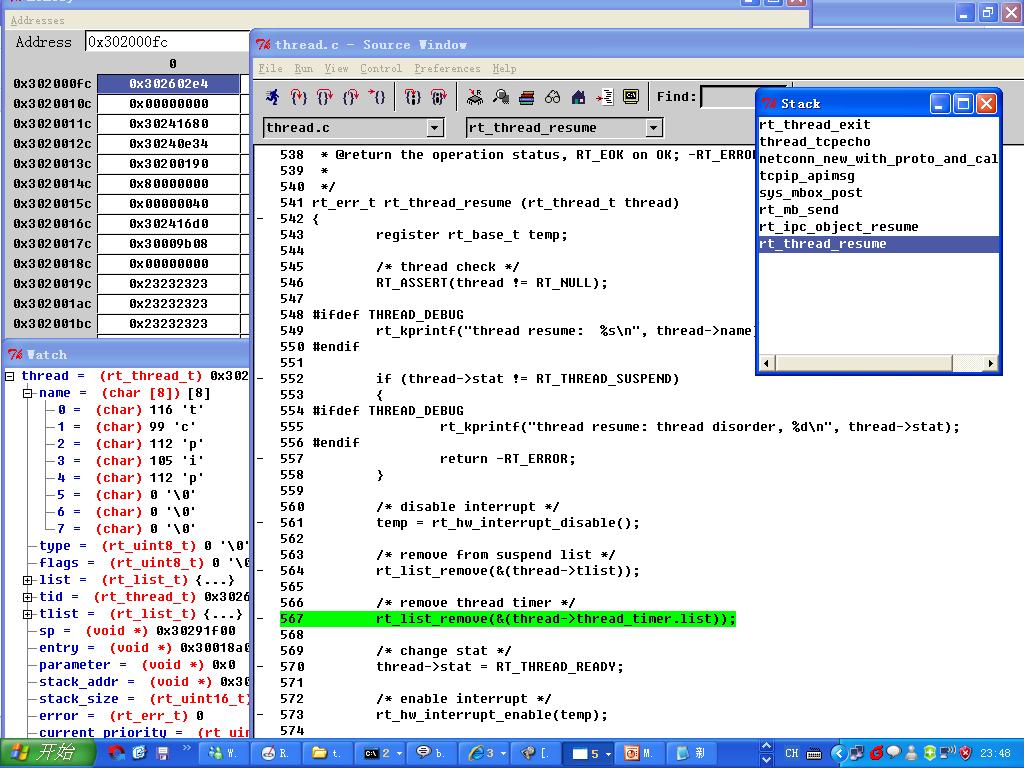 Addresses
Address 0x302000fc
0
0x302000fc 0x302602e4
0x3020010c 0x00000000
0x3020011c 0x30241680
0x3020012c 0x30240e34
0x3020013c 0x30200190
0x3020014c 0x80000000
0x3020015c 0x00000040
0x3020016c 0x302416d0
0x3020017c 0x30009b08
0x3020018c 0x00000000
0x3020019c 0x23232323
0x302001ac 0x23232323
0x302001bc 0x23232323
Watch
thread = (rt_thread_t) 0x302
name = (char [8]) [8]
0 = (char) 116 't'
1 = (char) 99 'c'
2 = (char) 112 'p'
3 = (char) 105 'i'
4 = (char) 112 'p'
5 = (char) 0 '\0'
6 = (char) 0 '\0'
7 = (char) 0 '\0'
type = (rt_uint8_t) 0 '\0'
flags = (rt_uint8_t) 0 '\0
list = (rt_list_t) {...}
tid = (rt_thread_t) 0x3026
tlist = (rt_list_t) {...}
sp = (void *) 0x30291f00
entry = (void *) 0x30018a0
parameter = (void *) 0x0
stack_addr = (void *) 0x30
stack_size = (rt_uint16_t)
error = (rt_err_t) 0
current_priority = (rt_uin
thread.c - Source Window
File Run View Control Preferences Help
Find:
thread.c rt_thread_resume
538 * @return the operation status, RT_EOK on OK; -RT_ERROR
539 *
540 */
541 rt_err_t rt_thread_resume (rt_thread_t thread)
- 542 {
543 register rt_base_t temp;
544
545 /* thread check */
- 546 RT_ASSERT(thread != RT_NULL);
547
548 #ifdef THREAD_DEBUG
549 rt_kprintf("thread resume: %s\n", thread->name)
550 #endif
551
- 552 if (thread->stat != RT_THREAD_SUSPEND)
553 {
554 #ifdef THREAD_DEBUG
555 rt_kprintf("thread resume: thread disorder, %d\n", thread->stat);
556 #endif
- 557 return -RT_ERROR;
558 }
559
560 /* disable interrupt */
- 561 temp = rt_hw_interrupt_disable();
562
563 /* remove from suspend list */
- 564 rt_list_remove(&(thread->tlist));
565
566 /* remove thread timer */
- 567 rt_list_remove(&(thread->thread_timer.list));
568
569 /* change stat */
- 570 thread->stat = RT_THREAD_READY;
571
572 /* enable interrupt */
- 573 rt_hw_interrupt_enable(temp);
574
Stack
rt_thread_exit
thread_tcpecho
netconn_new_with_proto_and_cal
tcpip_apimsg
sys_mbox_post
rt_mb_send
rt_ipc_object_resume
rt_thread_resume
开始 W. R. t. 2 b. 3 [. 5 M. 新 CH 23:48